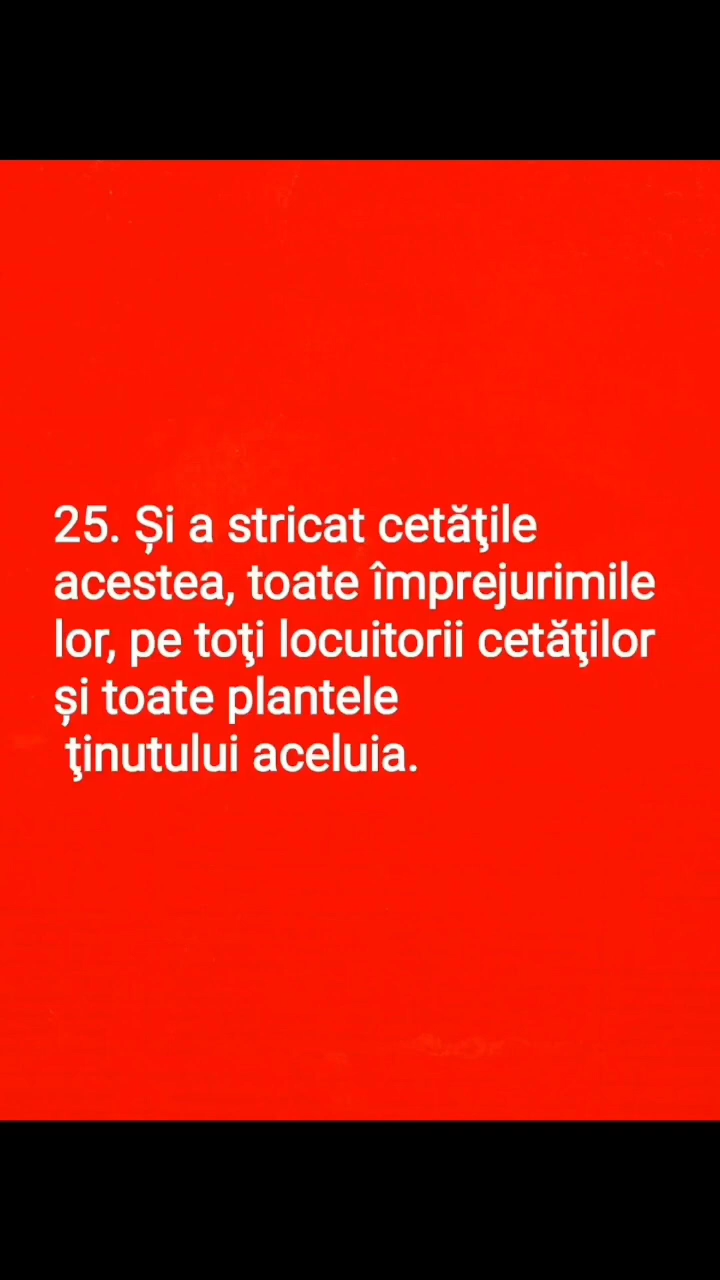 25. Și a stricat cetăţile
acestea, toate împrejurimile
lor, pe toţi locuitorii cetăţilor
și toate plantele
ţinutului aceluia.